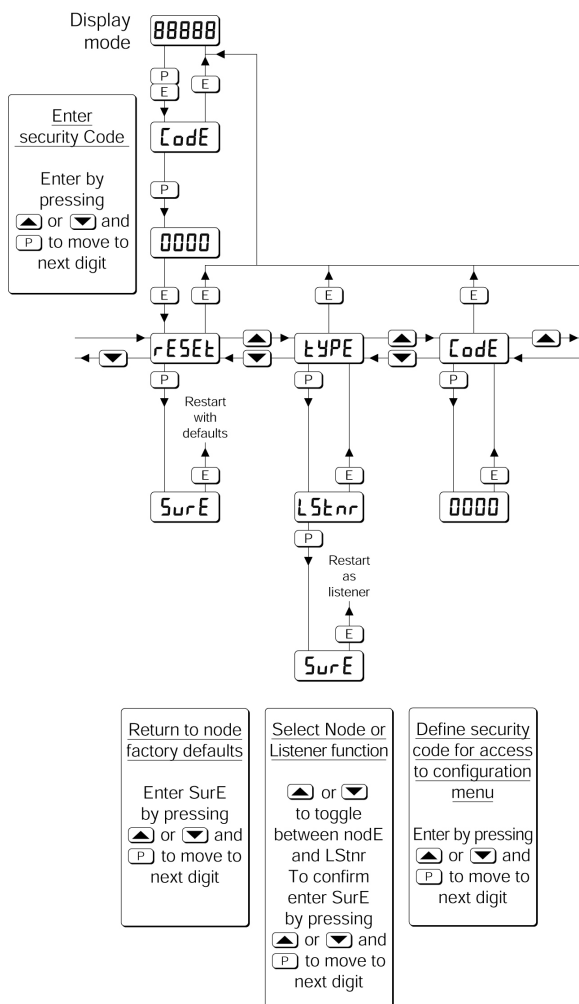 Display
mode
88888
P
E
E
CodE
Enter
security Code
Enter by
pressing
or and
P to move to
next digit
P
0000
E E E E
rESEt tYPE CodE
P P P
Restart
with
defaults
E E E
SurE LStnr 0000
P
Restart
as
listener
E
SurE
Return to node
factory defaults
Enter SurE
by pressing
or and
P to move to
next digit
Select Node or
Listener function
or
to toggle
between nodE
and LStnr
To confirm
enter SurE
by pressing
or and
P to move to
next digit
Define security
code for access
to configuration
menu
Enter by pressing
or and
P to move to
next digit